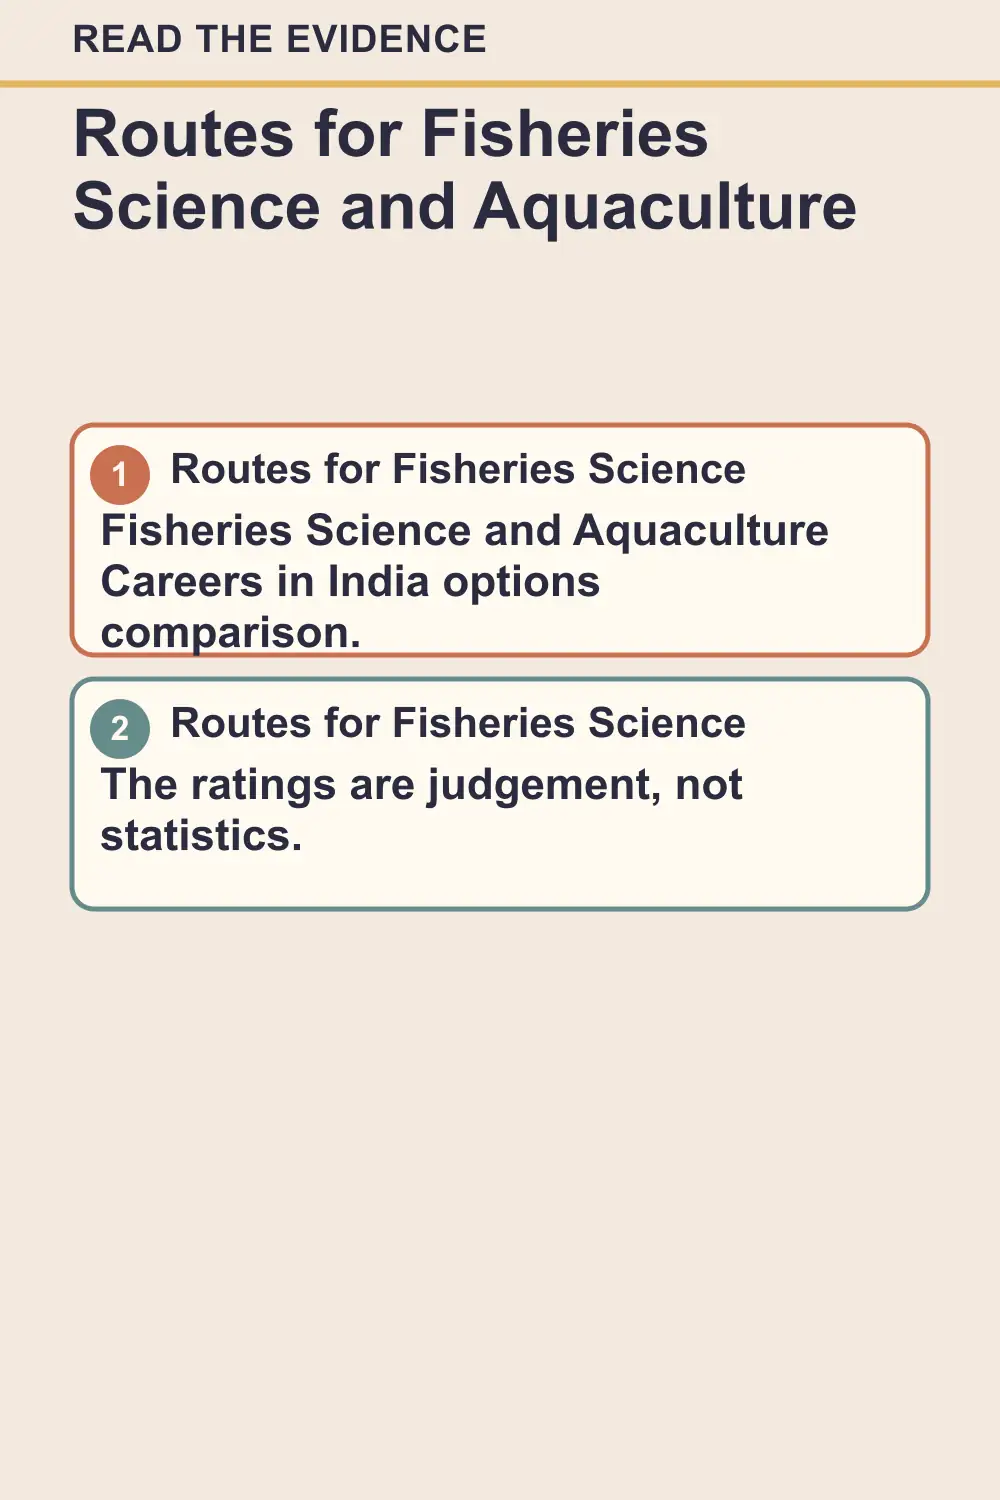 READ THE EVIDENCE
Routes for Fisheries
Science and Aquaculture
1 Routes for Fisheries Science
Fisheries Science and Aquaculture
Careers in India options
comparison.
2 Routes for Fisheries Science
The ratings are judgement, not
statistics.